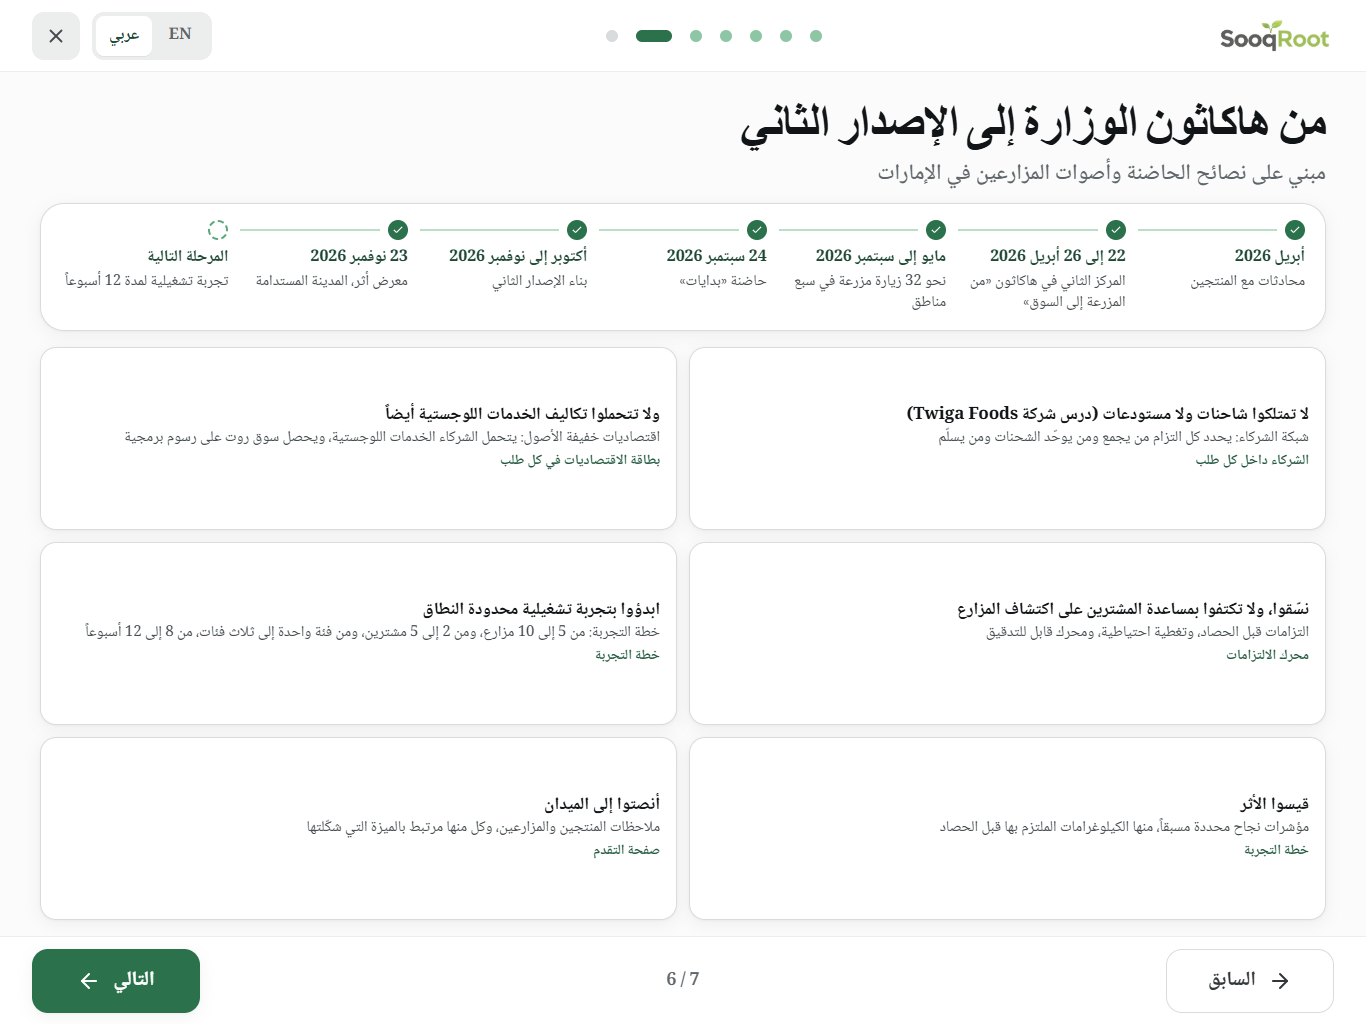 SooqRoot
عربي
EN
من هاكاثون الوزارة إلى الإصدار الثاني
مبني على نصائح الحاضنة وأصوات المزارعين في الإمارات
أبريل 2026
محادثات مع المنتجين
22 إلى 26 أبريل 2026
المركز الثاني في هاكاثون «من
المزرعة إلى السوق»
مايو إلى سبتمبر 2026
نحو 32 زيارة مزرعة في سبع
مناطق
24 سبتمبر 2026
حاضنة «بدايات»
أكتوبر إلى نوفمبر 2026
بناء الإصدار الثاني
23 نوفمبر 2026
معرض أثر، المدينة المستدامة
المرحلة التالية
تجربة تشغيلية لمدة 12 أسبوعاً
لا تمتلكوا شاحنات ولا مستودعات (درس شركة Twiga Foods)
شبكة الشركاء: يحدد كل التزام من يجمع ومن يوحّد الشحنات ومن يسلّم
الشركاء داخل كل طلب
ولا تتحملوا تكاليف الخدمات اللوجستية أيضاً
اقتصاديات خفيفة الأصول: يتحمل الشركاء الخدمات اللوجستية، ويحصل سوق روت على رسوم برمجية
بطاقة الاقتصاديات في كل طلب
نسّقوا، ولا تكتفوا بمساعدة المشترين على اكتشاف المزارع
التزامات قبل الحصاد، وتغطية احتياطية، ومحرك قابل للتدقيق
محرك الالتزامات
ابدؤوا بتجربة تشغيلية محدودة النطاق
خطة التجربة: من 5 إلى 10 مزارع، ومن 2 إلى 5 مشترين، ومن فئة واحدة إلى ثلاث فئات، من 8 إلى 12 أسبوعاً
خطة التجربة
قيسوا الأثر
مؤشرات نجاح محددة مسبقاً، منها الكيلوغرامات الملتزم بها قبل الحصاد
خطة التجربة
أنصتوا إلى الميدان
ملاحظات المنتجين والمزارعين، وكل منها مرتبط بالميزة التي شكّلتها
صفحة التقدم
السابق
6 / 7
التالي